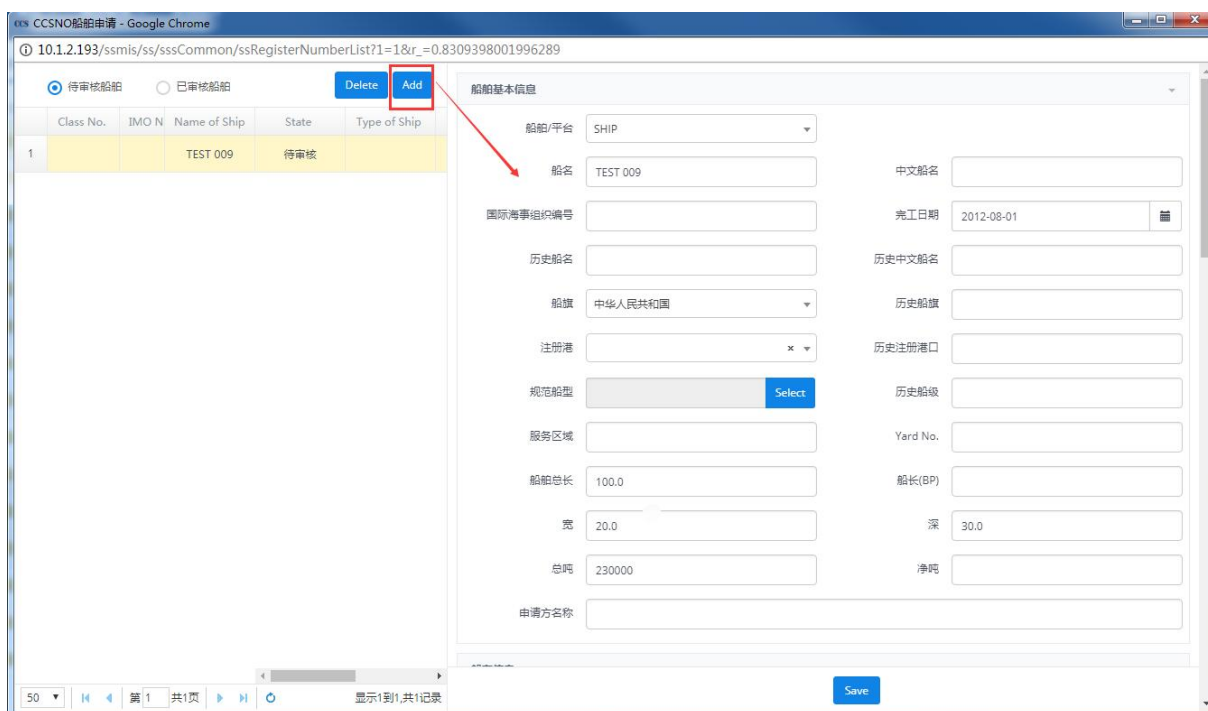 ccs CCSNO船舶申请 - Google Chrome
10.1.2.193/ssmis/ss/sssCommon/ssRegisterNumberList?1=1&r_=0.8309398001996289
待审核船舶 已审核船舶 Delete Add
Class No. IMO N Name of Ship State Type of Ship
1 TEST 009 待审核
船舶基本信息
船舶/平台 SHIP
船名 TEST 009 中文船名
国际海事组织编号 完工日期 2012-08-01
历史船名 历史中文船名
船旗 中华人民共和国 历史船旗
注册港 历史注册港口
规范船型 Select 历史船级
服务区域 Yard No.
船舶总长 100.0 船长(BP)
宽 20.0 深 30.0
总吨 230000 净吨
申请方名称
Save
50 第 1 共1页 显示1到1,共1记录